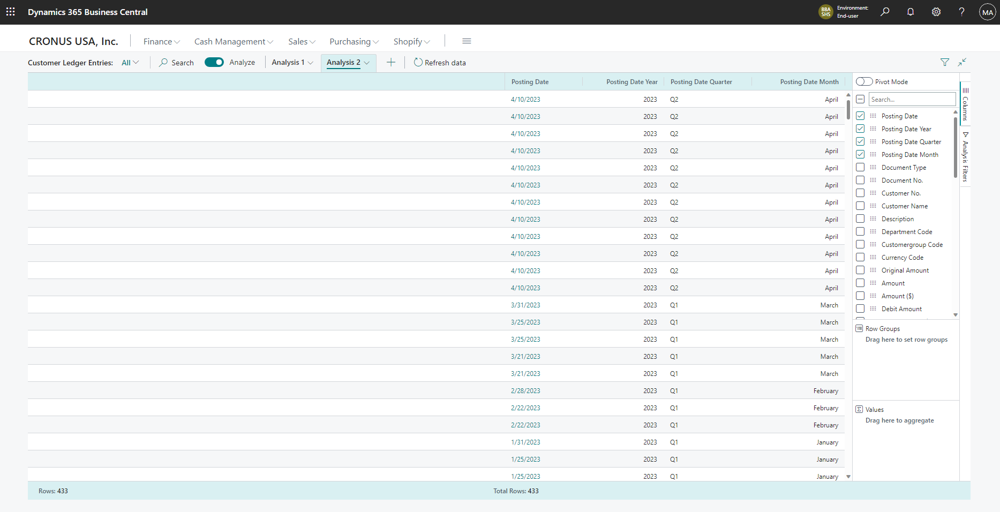 Dynamics 365 Business Central
BBA
SHS
Environment:
End-user
?
MA
CRONUS USA, Inc.
Finance
Cash Management
Sales
Purchasing
Shopify
Customer Ledger Entries:
All
Search
Analyze
Analysis 1
Analysis 2
Refresh data
Posting Date Posting Date Year Posting Date Quarter Posting Date Month
4/10/2023 2023 Q2 April
4/10/2023 2023 Q2 April
4/10/2023 2023 Q2 April
4/10/2023 2023 Q2 April
4/10/2023 2023 Q2 April
4/10/2023 2023 Q2 April
4/10/2023 2023 Q2 April
4/10/2023 2023 Q2 April
4/10/2023 2023 Q2 April
4/10/2023 2023 Q2 April
4/10/2023 2023 Q2 April
4/10/2023 2023 Q2 April
3/31/2023 2023 Q1 March
3/25/2023 2023 Q1 March
3/25/2023 2023 Q1 March
3/21/2023 2023 Q1 March
3/21/2023 2023 Q1 March
2/28/2023 2023 Q1 February
2/22/2023 2023 Q1 February
2/22/2023 2023 Q1 February
1/31/2023 2023 Q1 January
1/25/2023 2023 Q1 January
1/25/2023 2023 Q1 January
Rows: 433
Total Rows: 433
Pivot Mode
Search...
Posting Date
Posting Date Year
Posting Date Quarter
Posting Date Month
Document Type
Document No.
Customer No.
Customer Name
Description
Department Code
Customergroup Code
Currency Code
Original Amount
Amount
Amount ($)
Debit Amount
Row Groups
Drag here to set row groups
Values
Drag here to aggregate
Columns
Analysis Filters